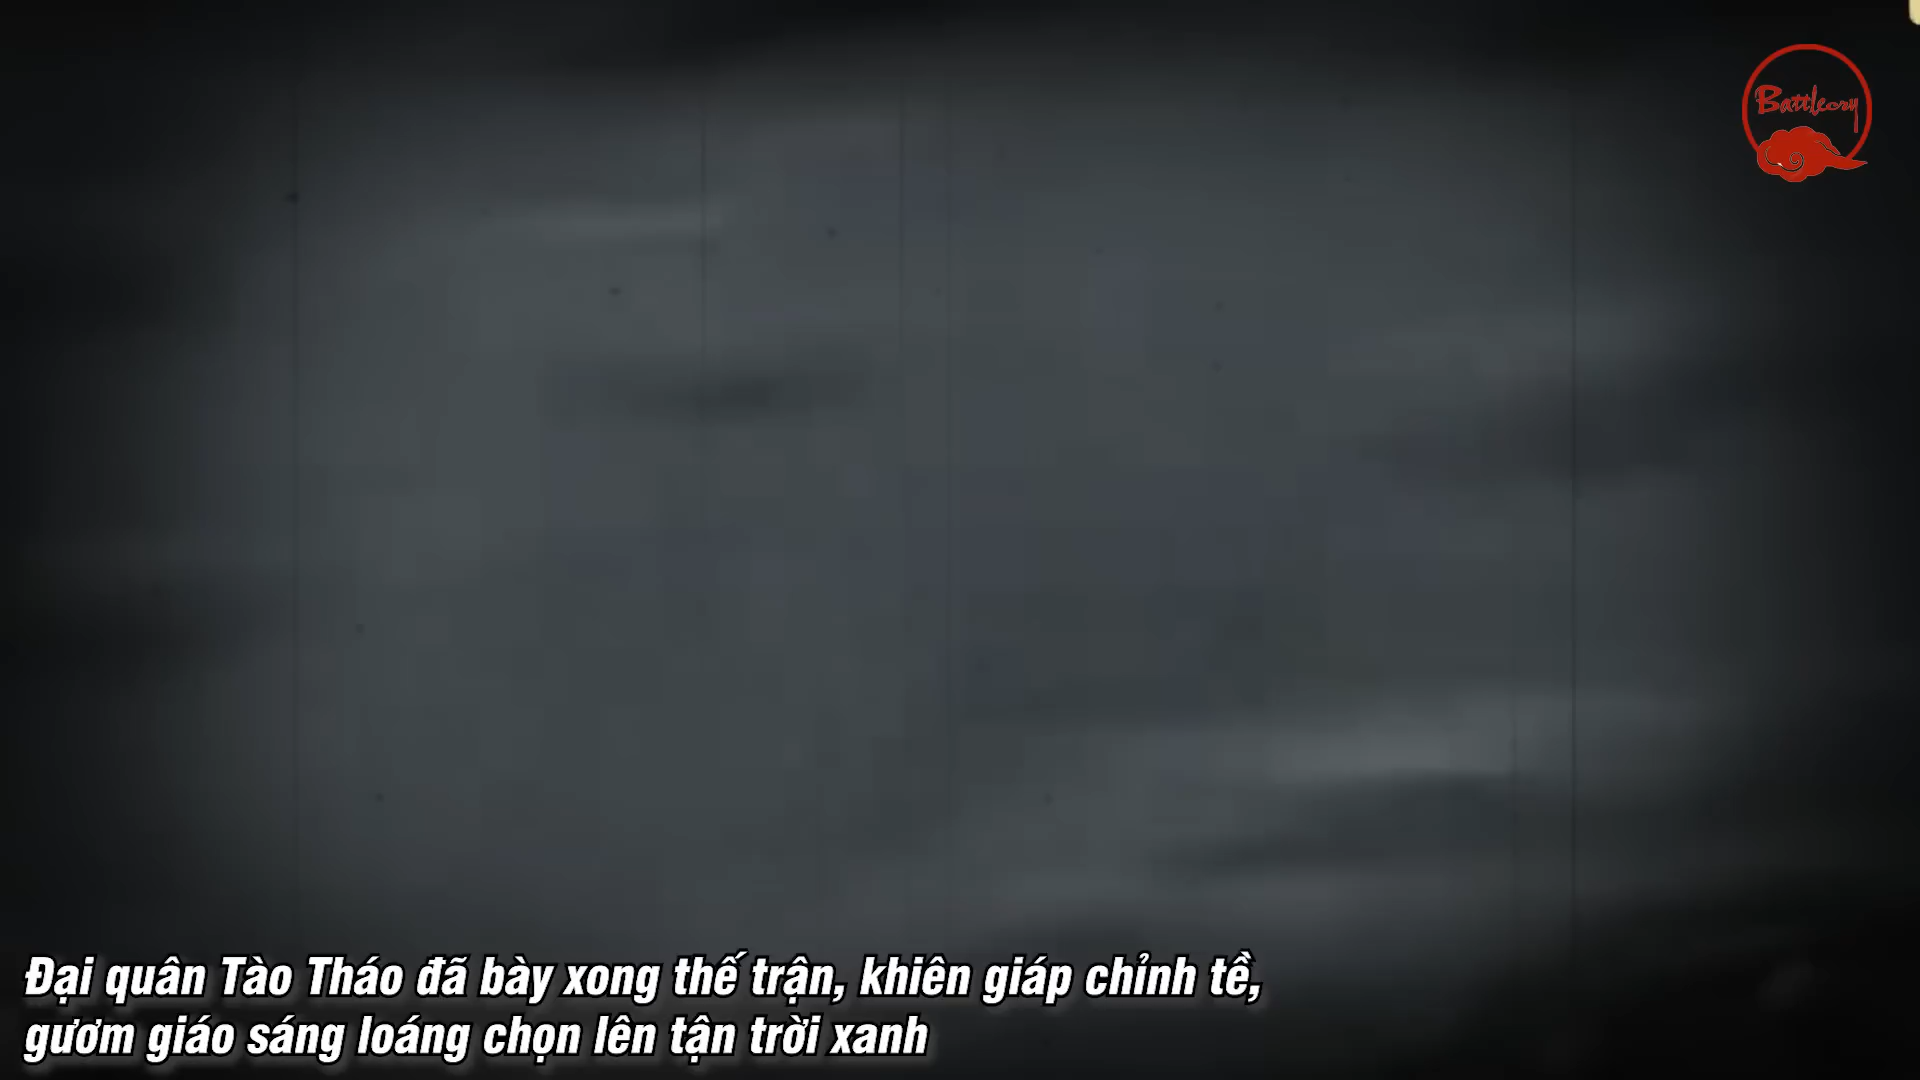 Battlecry
Đại quân Tào Tháo đã bày xong thế trận, khiên giáp chỉnh tề,
gươm giáo sáng loáng chọn lên tận trời xanh